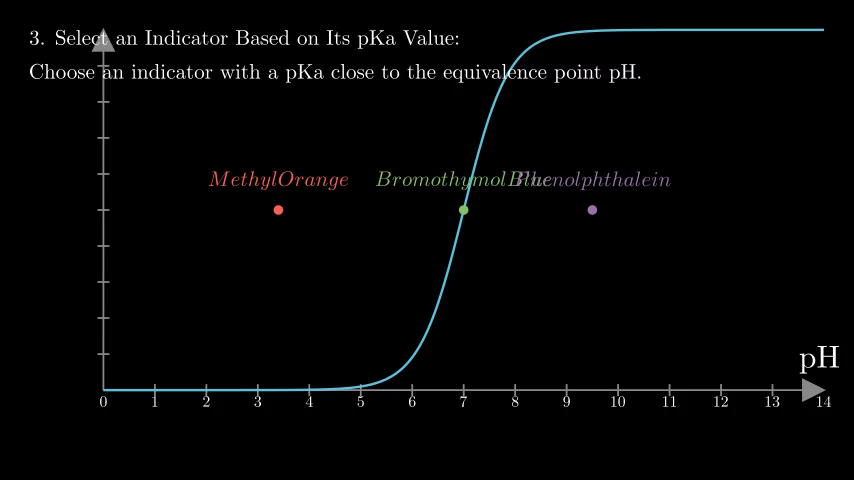 3. Select an Indicator Based on Its pKa Value:
Choose an indicator with a pKa close to the equivalence point pH.
MethylOrange BromothymolBlue Phenolphthalein
pH
0 1 2 3 4 5 6 7 8 9 10 11 12 13 14